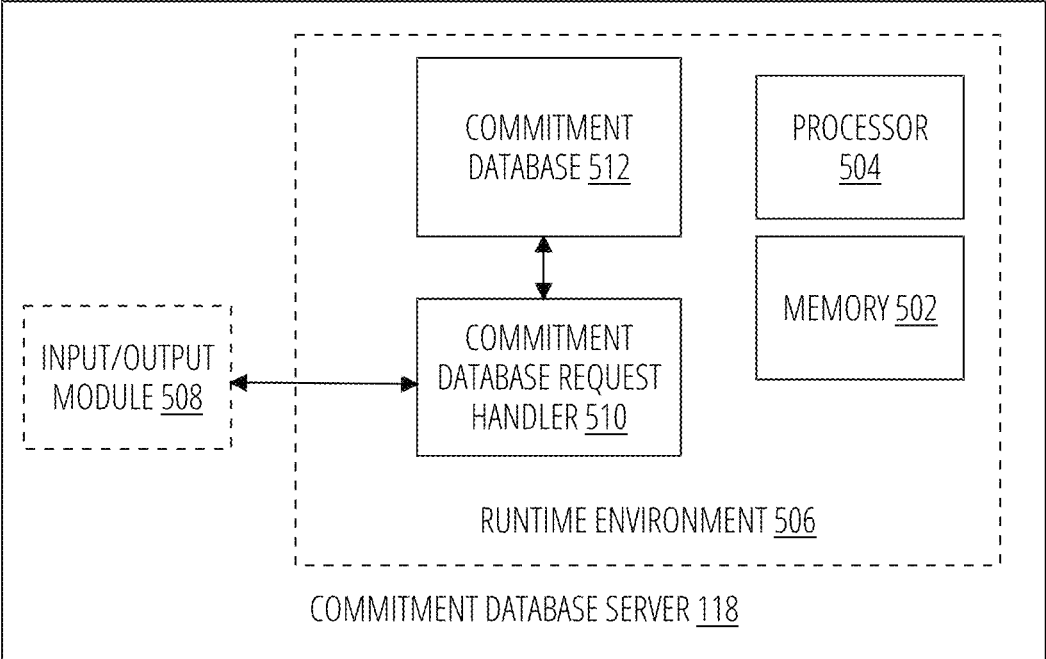 COMMITMENT
DATABASE 512
PROCESSOR
504
MEMORY 502
INPUT/OUTPUT
MODULE 508
COMMITMENT
DATABASE REQUEST
HANDLER 510
RUNTIME ENVIRONMENT 506
COMMITMENT DATABASE SERVER 118